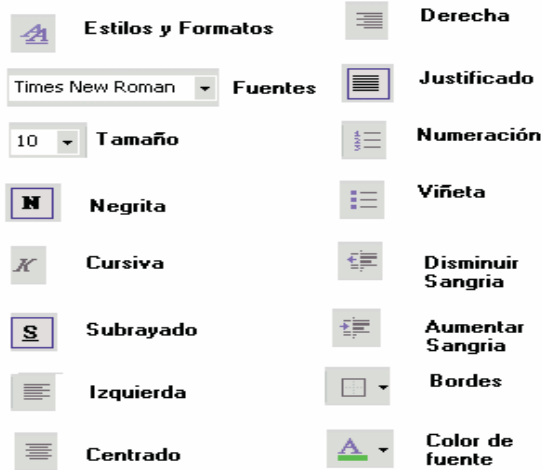 Estilos y Formatos
Times New Roman Fuentes
10 Tamaño
N Negrita
K Cursiva
S Subrayado
Izquierda
Centrado
Derecha
Justificado
Numeración
Viñeta
Disminuir
Sangria
Aumentar
Sangria
Bordes
A Color de
fuente